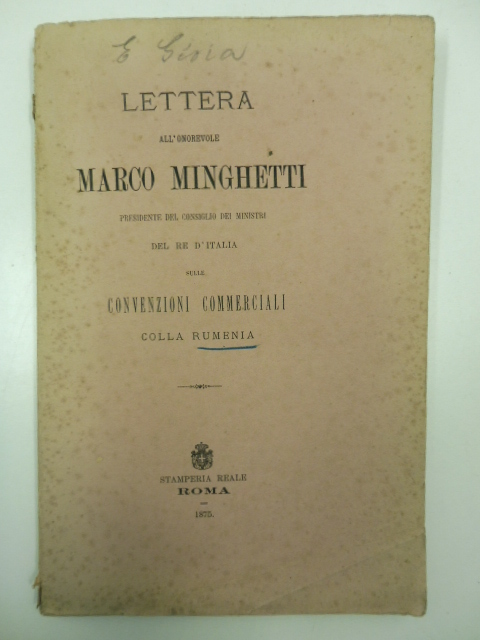 E Gioia
LETTERA
ALL'ONOREVOLE
MARCO MINGHETTI
PRESIDENTE DEL CONSIGLIO DEI MINISTRI
DEL RE D'ITALIA
SULLE
CONVENZIONI COMMERCIALI
COLLA RUMENIA
STAMPERIA REALE
ROMA
1875.